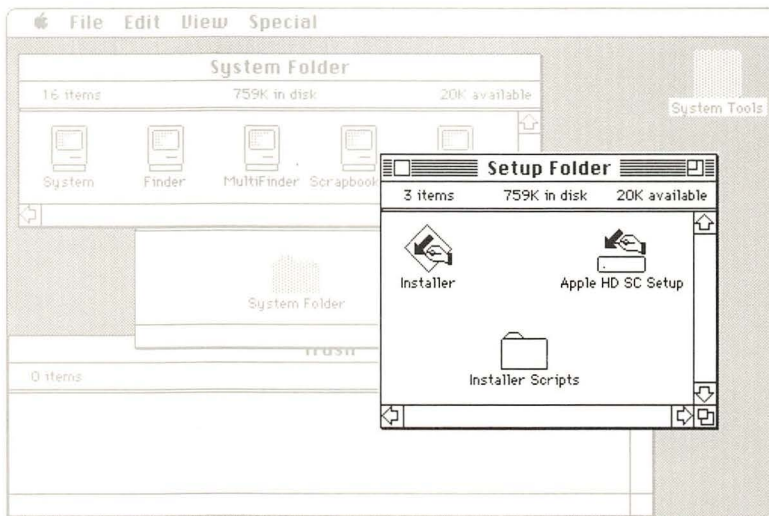 File Edit View Special
System Folder
16 items 759K in disk 20K available
System Finder MultiFinder Scrapbook
System Tools
Setup Folder
3 items 759K in disk 20K available
Installer Apple HD SC Setup
Installer Scripts
System Folder
Trash
0 items